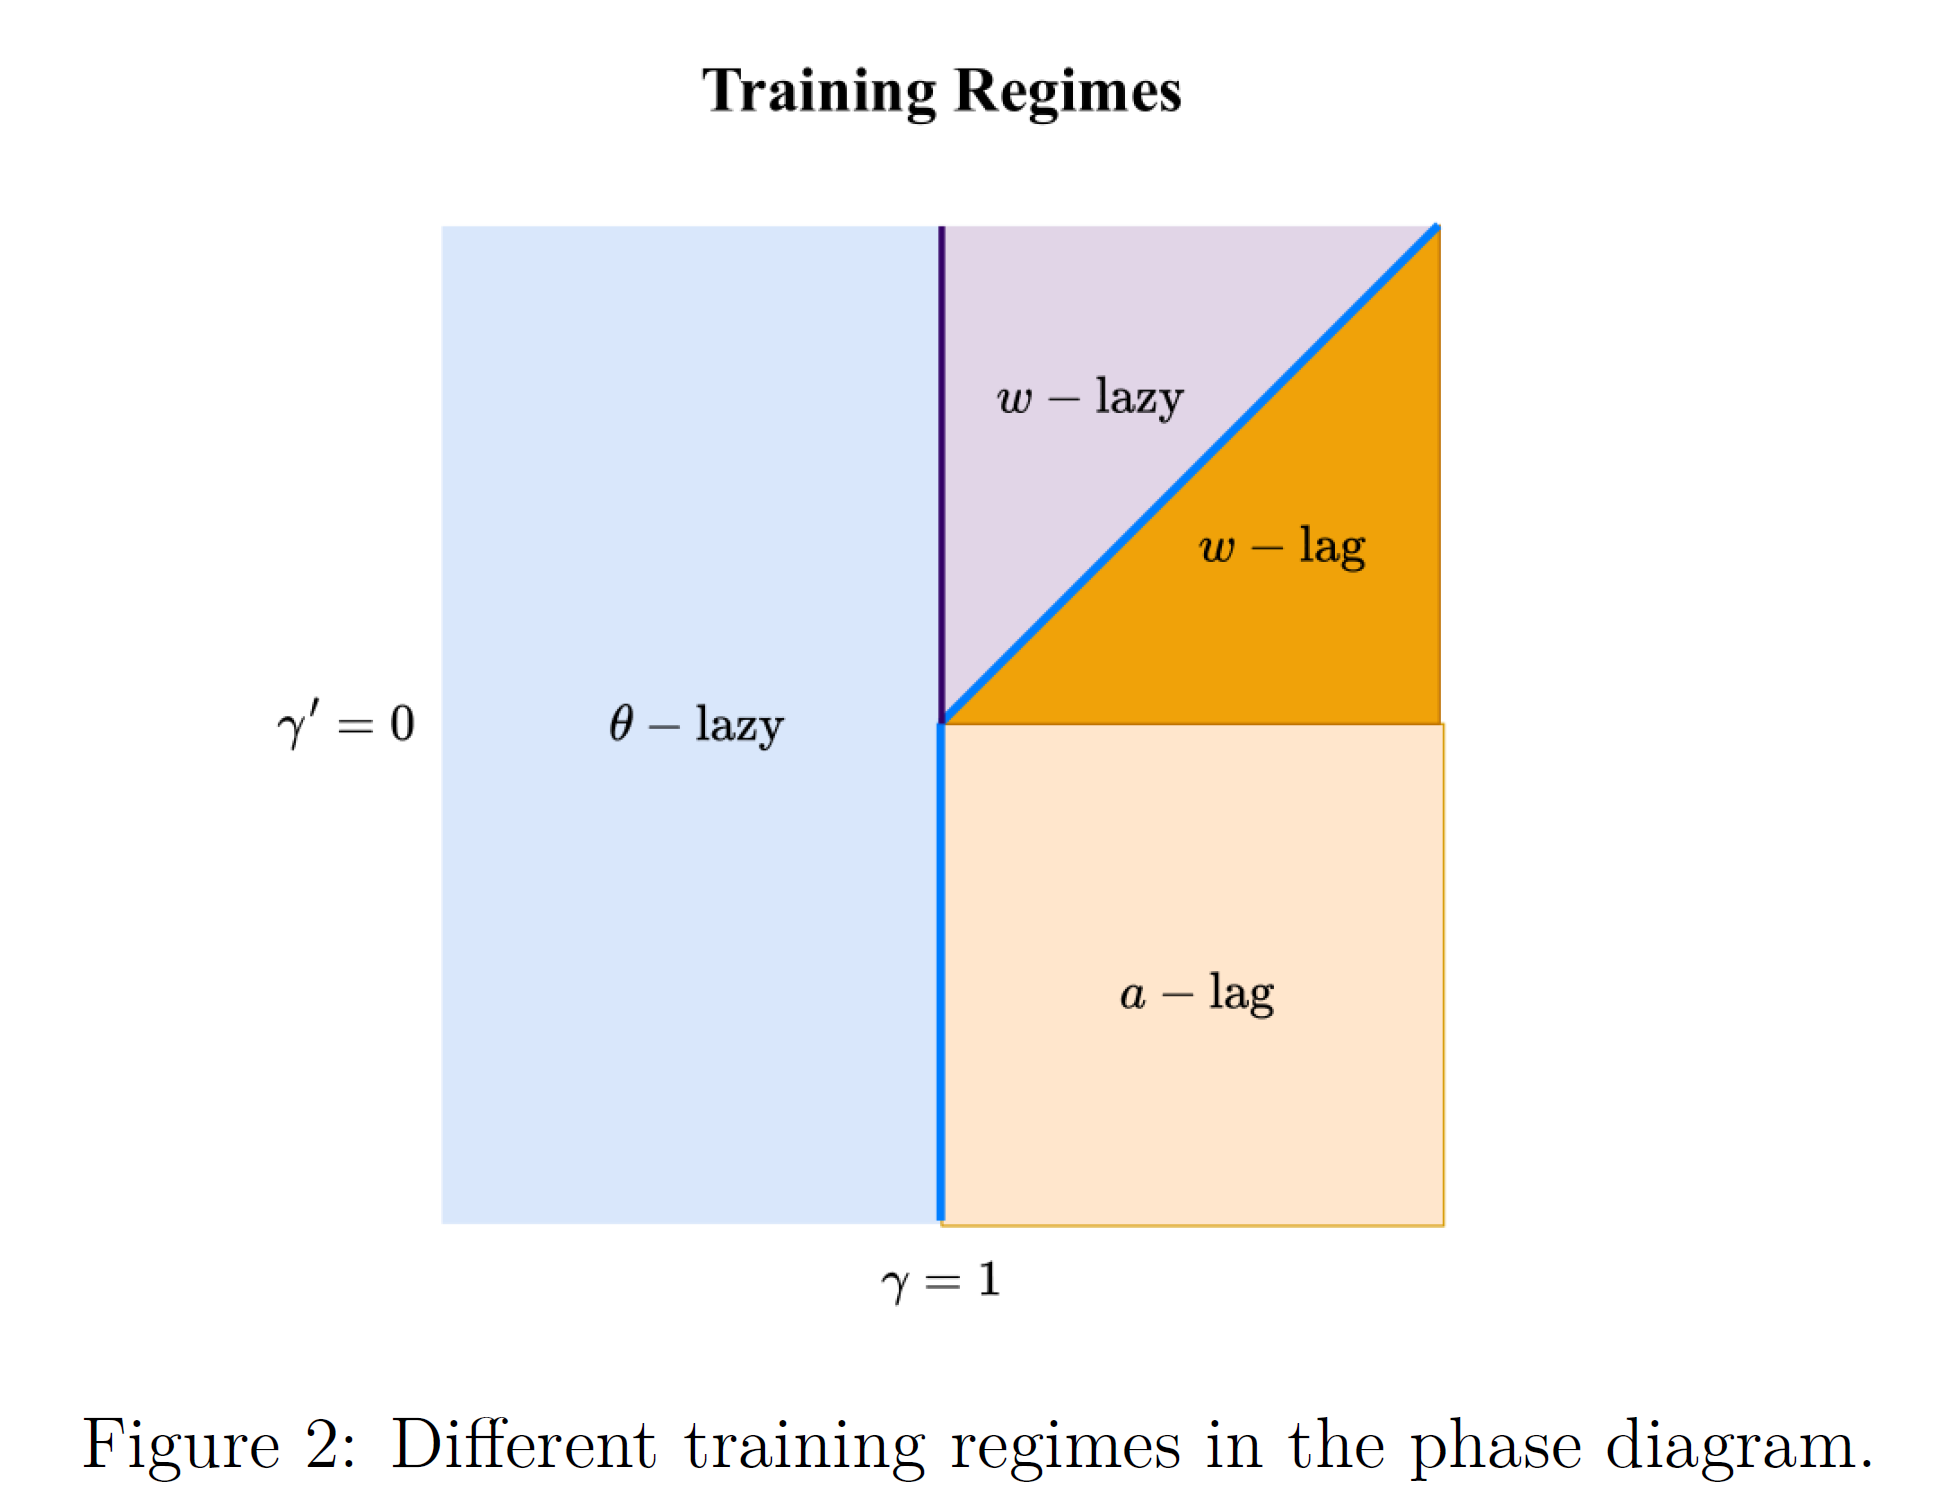 Training Regimes
w − lazy
w − lag
γ′ = 0
θ − lazy
a − lag
γ = 1
Figure 2: Different training regimes in the phase diagram.